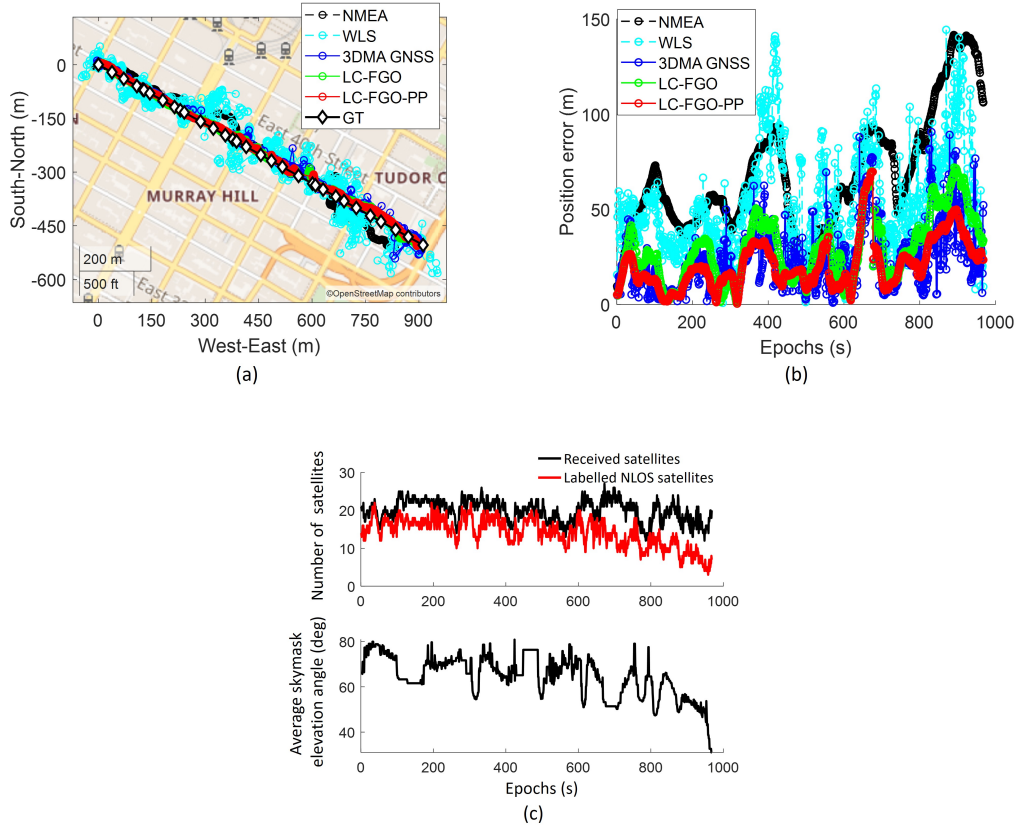 NMEA
WLS
3DMA GNSS
LC-FGO
LC-FGO-PP
GT
East 40th Street
MURRAY HILL
TUDOR C
200 m
500 ft
©OpenStreetMap contributors
0
-150
-300
-450
-600
South-North (m)
0 150 300 450 600 750 900
West-East (m)
(a)
NMEA
WLS
3DMA GNSS
LC-FGO
LC-FGO-PP
150
100
50
0
Position error (m)
0 200 400 600 800 1000
Epochs (s)
(b)
Received satellites
Labelled NLOS satellites
30
20
10
0
Number of satellites
0 200 400 600 800 1000
80
60
40
Average skymask
elevation angle (deg)
0 200 400 600 800 1000
Epochs (s)
(c)